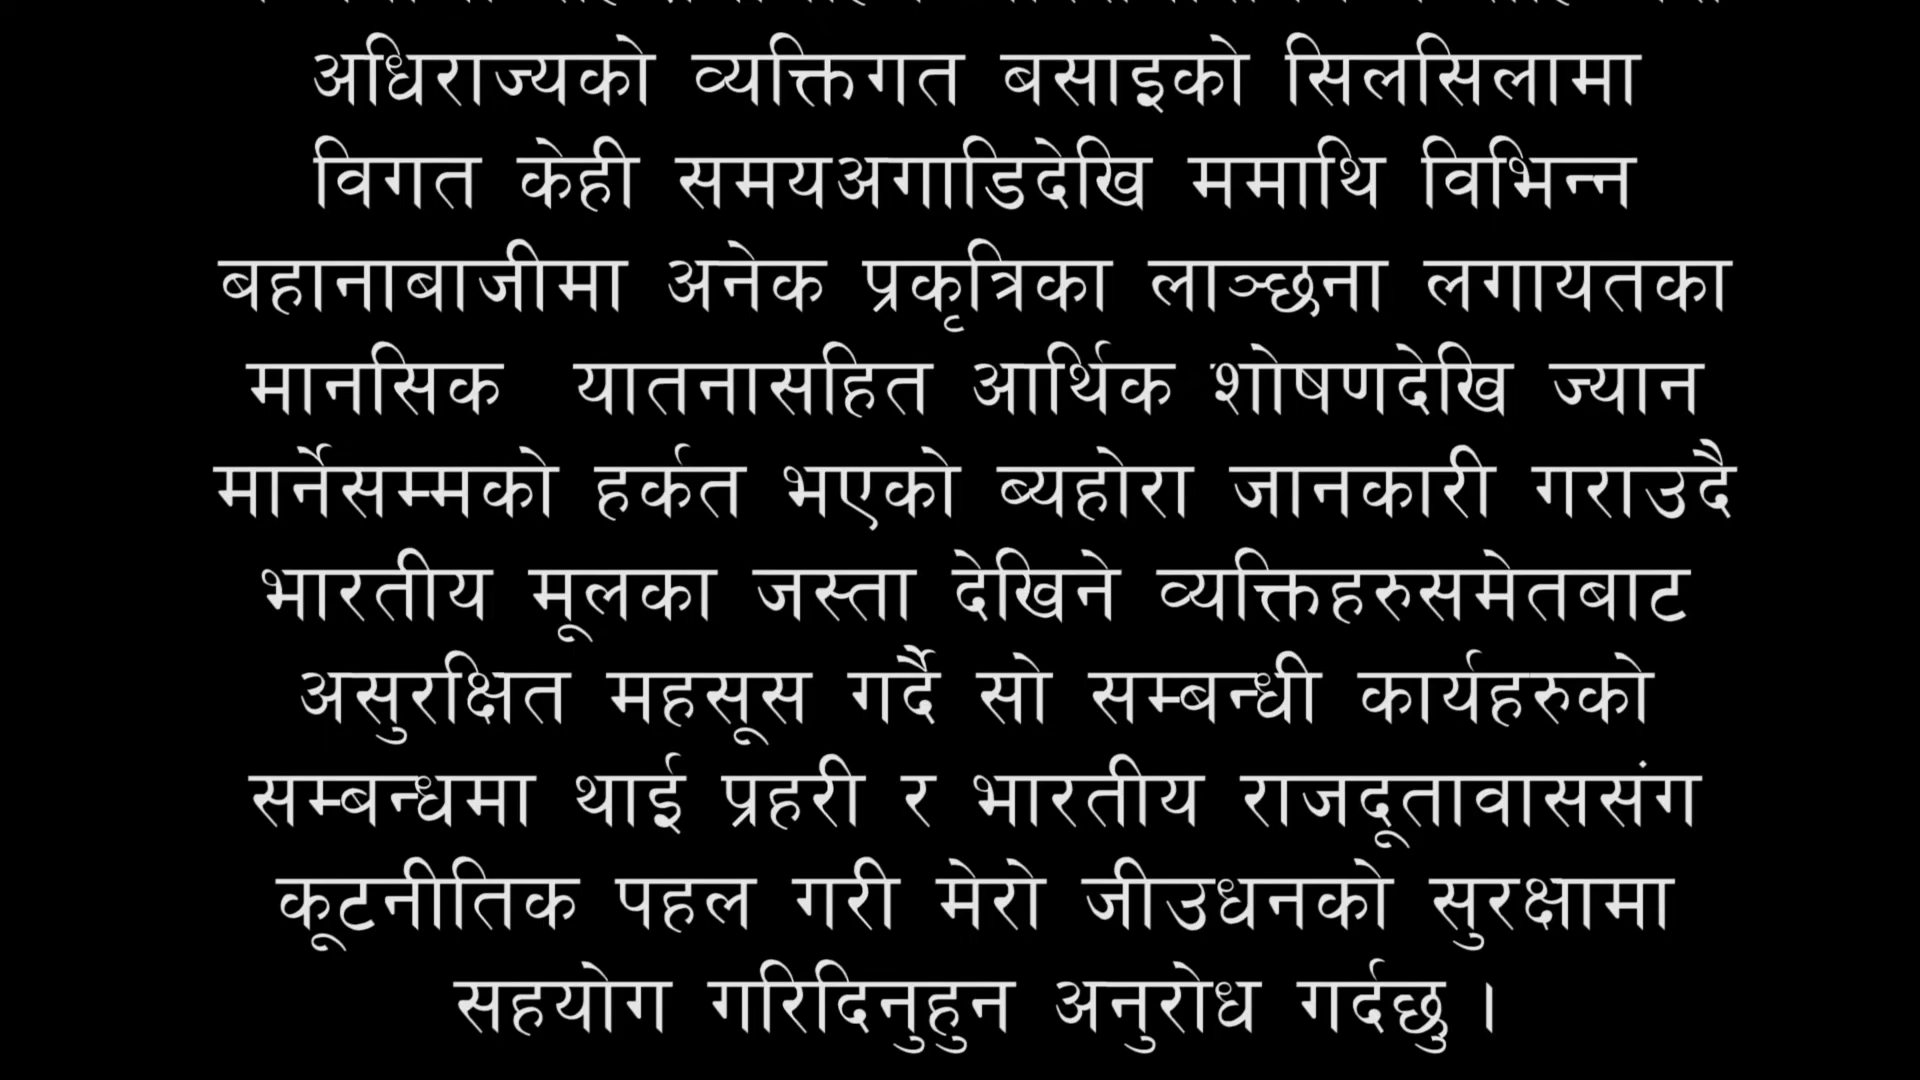 अधिराज्यको व्यक्तिगत बसाइको सिलसिलामा
विगत केही समयअगाडिदेखि ममाथि विभिन्न
बहानाबाजीमा अनेक प्रकृत्रिका लाञ्छना लगायतका
मानसिक यातनासहित आर्थिक शोषणदेखि ज्यान
मार्नेसम्मको हर्कत भएको ब्यहोरा जानकारी गराउदै
भारतीय मूलका जस्ता देखिने व्यक्तिहरुसमेतबाट
असुरक्षित महसूस गर्दै सो सम्बन्धी कार्यहरुको
सम्बन्धमा थाई प्रहरी र भारतीय राजदूतावाससंग
कूटनीतिक पहल गरी मेरो जीउधनको सुरक्षामा
सहयोग गरिदिनुहुन अनुरोध गर्दछु ।